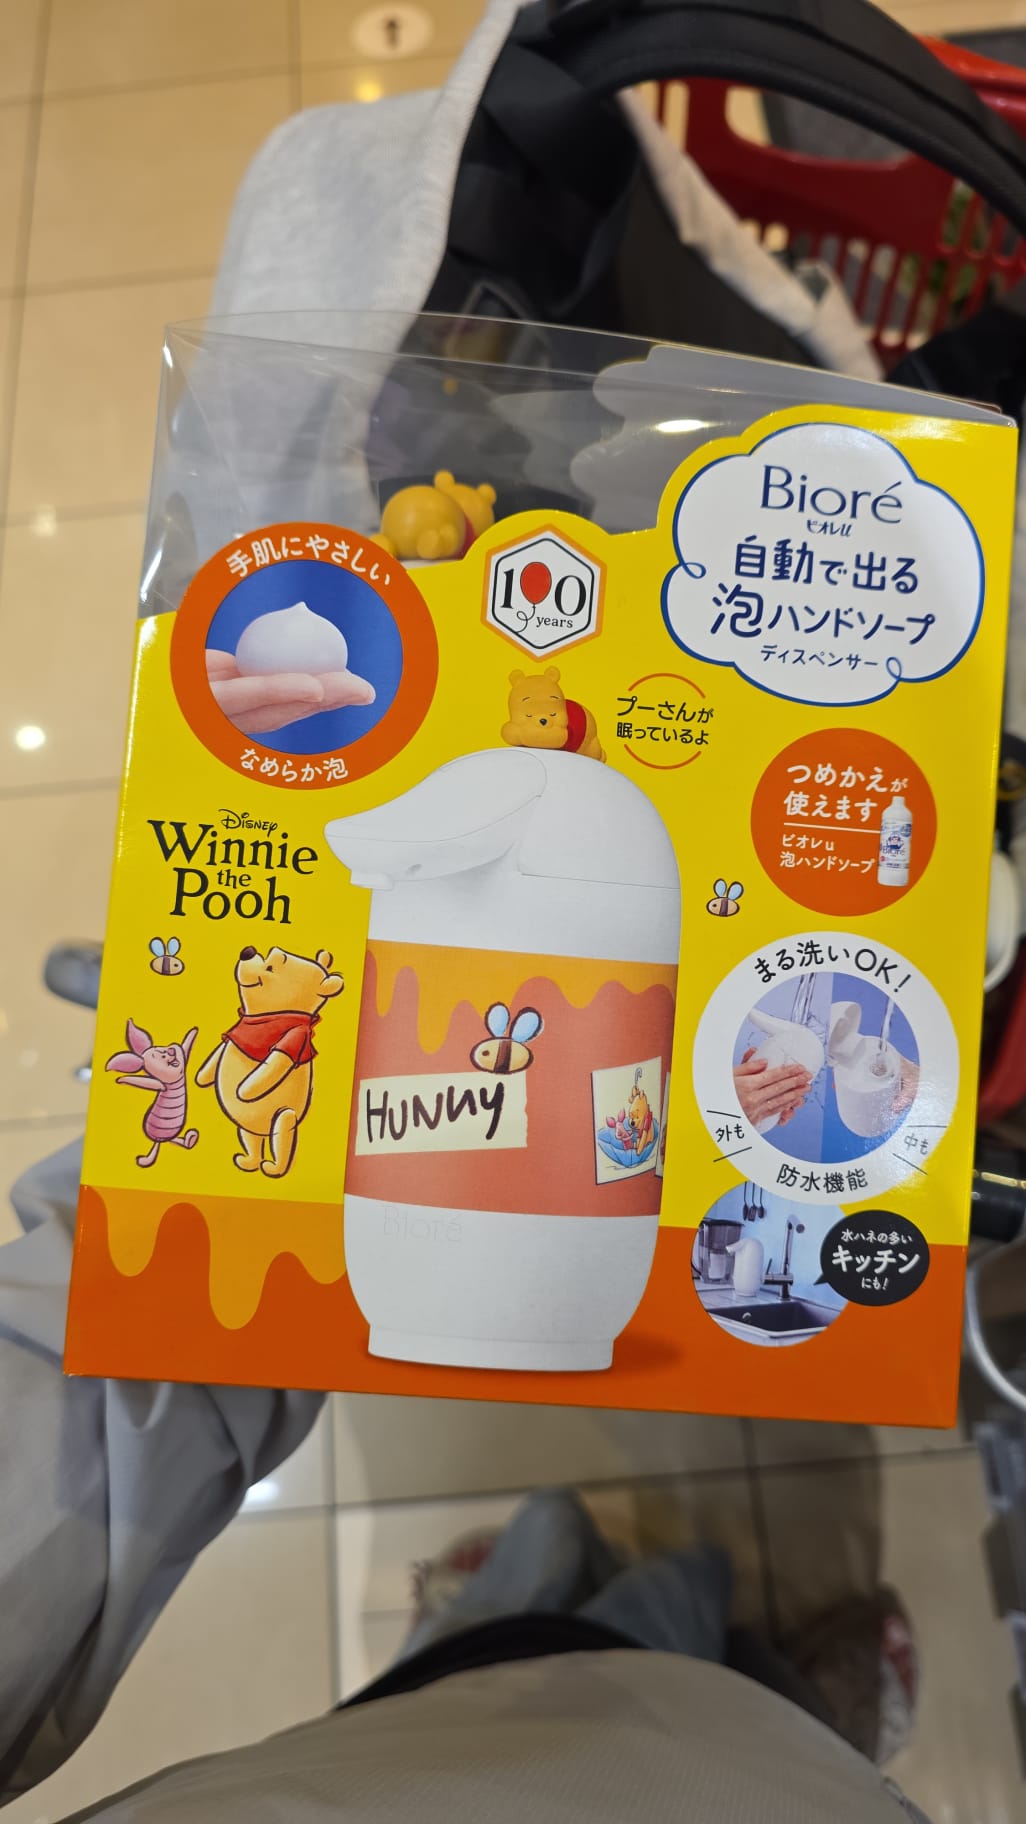 Bioré
ビオレu
自動で出る
泡ハンドソープ
ディスペンサー
手肌にやさしい
なめらか泡
100
years
プーさんが
眠っているよ
つめかえが
使えます
ビオレu
泡ハンドソープ
Bioré
Disney
Winnie
the
Pooh
HUNNY
Bioré
まる洗いOK!
外も
中も
防水機能
水ハネの多い
キッチン
にも!